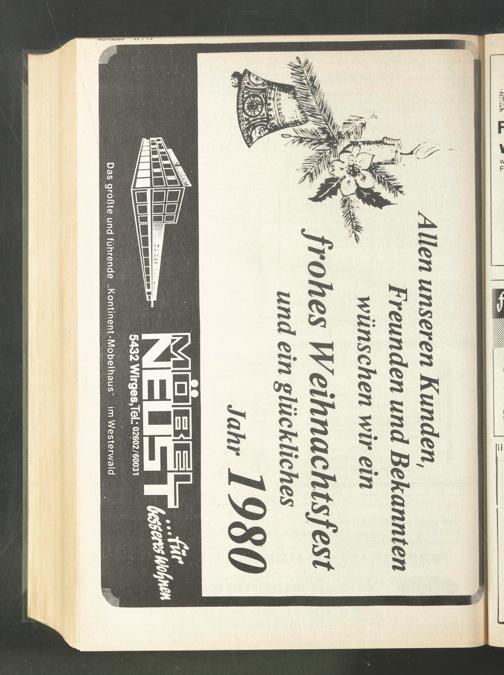 Allen unseren Kunden,
Freunden und Bekannten
wünschen wir ein
frohes Weihnachtsfest
und ein glückliches
Jahr 1980
MÖBEL
NEUST
...für
besseres Wohnen
5432 Wirges, Tel.: 02602/60031
Das größte und führende „Kontinent-Möbelhaus" im Westerwald